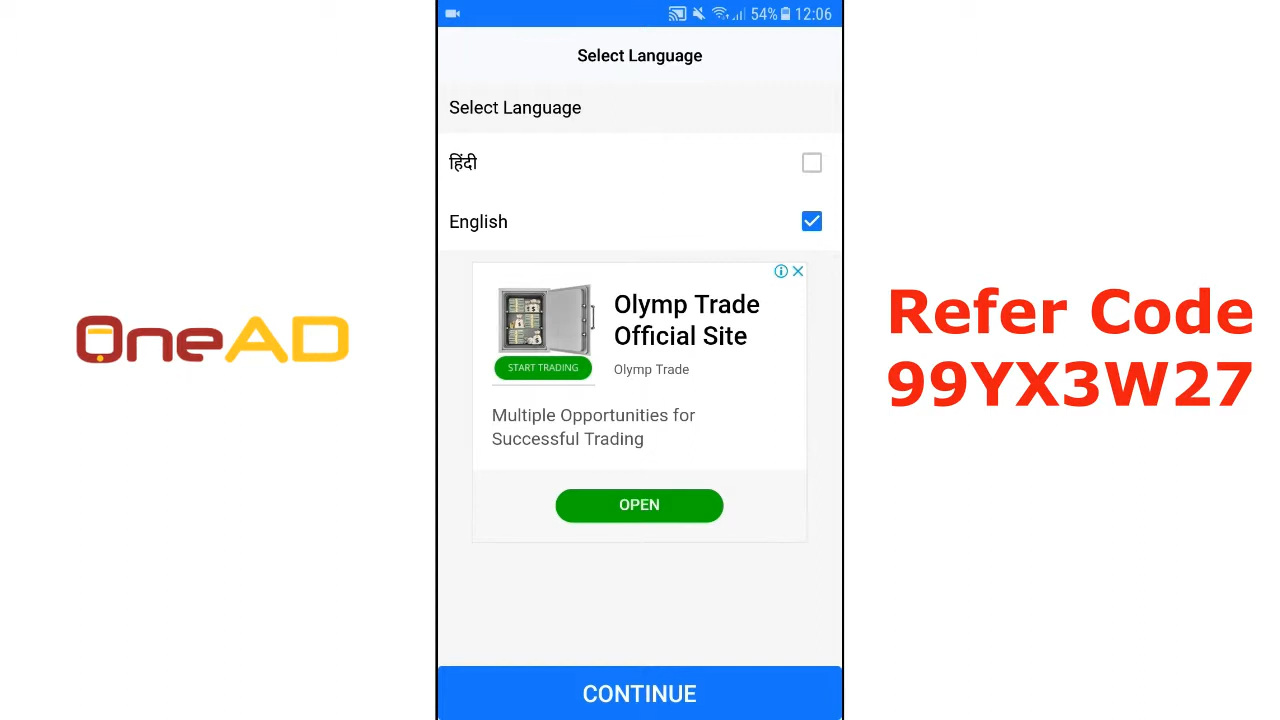 54% 12:06
Select Language
Select Language
हिंदी
English
OneAD
Olymp Trade
Official Site
START TRADING
Olymp Trade
Multiple Opportunities for
Successful Trading
OPEN
Refer Code
99YX3W27
CONTINUE